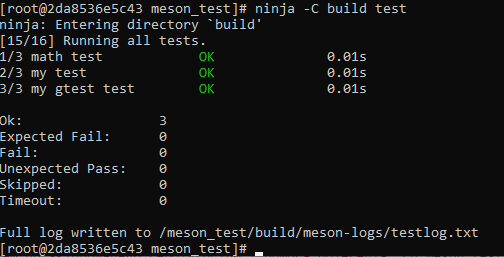 [root@2da8536e5c43 meson_test]# ninja -C build test
ninja: Entering directory `build'
[15/16] Running all tests.
1/3 math test                  OK              0.01s
2/3 my test                    OK              0.01s
3/3 my gtest test              OK              0.01s
Ok:                 3
Expected Fail:      0
Fail:               0
Unexpected Pass:    0
Skipped:            0
Timeout:            0
Full log written to /meson_test/build/meson-logs/testlog.txt
[root@2da8536e5c43 meson_test]#